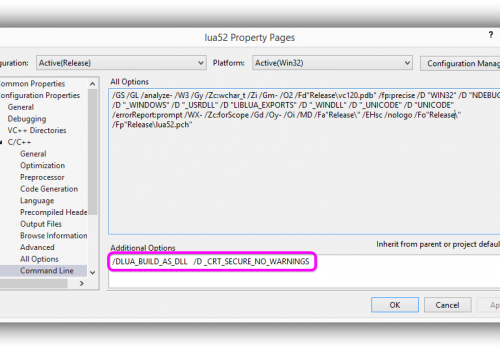 lua52 Property Pages
?
Configuration:
Active(Release)
Platform:
Active(Win32)
Configuration Manag
Common Properties
Configuration Properties
General
Debugging
VC++ Directories
C/C++
General
Optimization
Preprocessor
Code Generation
Language
Precompiled Heade
Output Files
Browse Information
Advanced
All Options
Command Line
All Options
/GS /GL /analyze- /W3 /Gy /Zc:wchar_t /Zi /Gm- /O2 /Fd"Release\vc120.pdb" /fp:precise /D "WIN32" /D "NDEBUG
/D "_WINDOWS" /D "_USRDLL" /D "LIBLUA_EXPORTS" /D "_WINDLL" /D "_UNICODE" /D "UNICODE"
/errorReport:prompt /WX- /Zc:forScope /Gd /Oy- /Oi /MD /Fa"Release\" /EHsc /nologo /Fo"Release\"
/Fp"Release\lua52.pch"
Additional Options
Inherit from parent or project default
/DLUA_BUILD_AS_DLL /D _CRT_SECURE_NO_WARNINGS
OK
Cancel
Ap